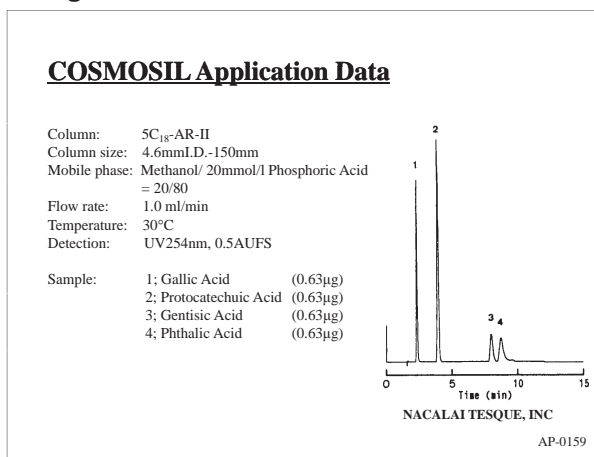 COSMOSIL Application Data
Column: 5C₁₈-AR-II
Column size: 4.6mmI.D.-150mm
Mobile phase: Methanol/ 20mmol/l Phosphoric Acid
= 20/80
Flow rate: 1.0 ml/min
Temperature: 30°C
Detection: UV254nm, 0.5AUFS
Sample: 1; Gallic Acid (0.63μg)
2; Protocatechuic Acid (0.63μg)
3; Gentisic Acid (0.63μg)
4; Phthalic Acid (0.63μg)
1
2
3 4
0 5 10 15
Time (min)
NACALAI TESQUE, INC
AP-0159